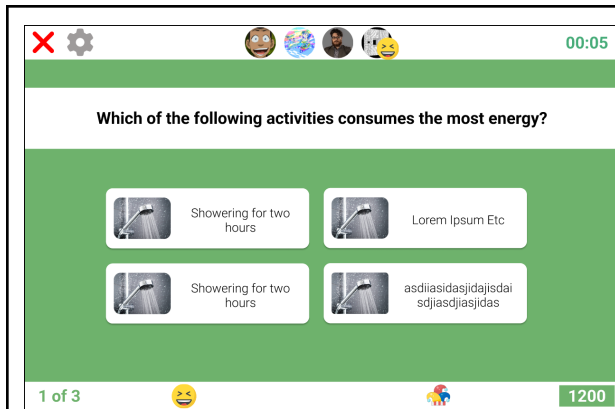 00:05
Which of the following activities consumes the most energy?
Showering for two
hours
Lorem Ipsum Etc
Showering for two
hours
asdiiasidasjidajisdai
sdjiasdjiasjidas
1 of 3
1200